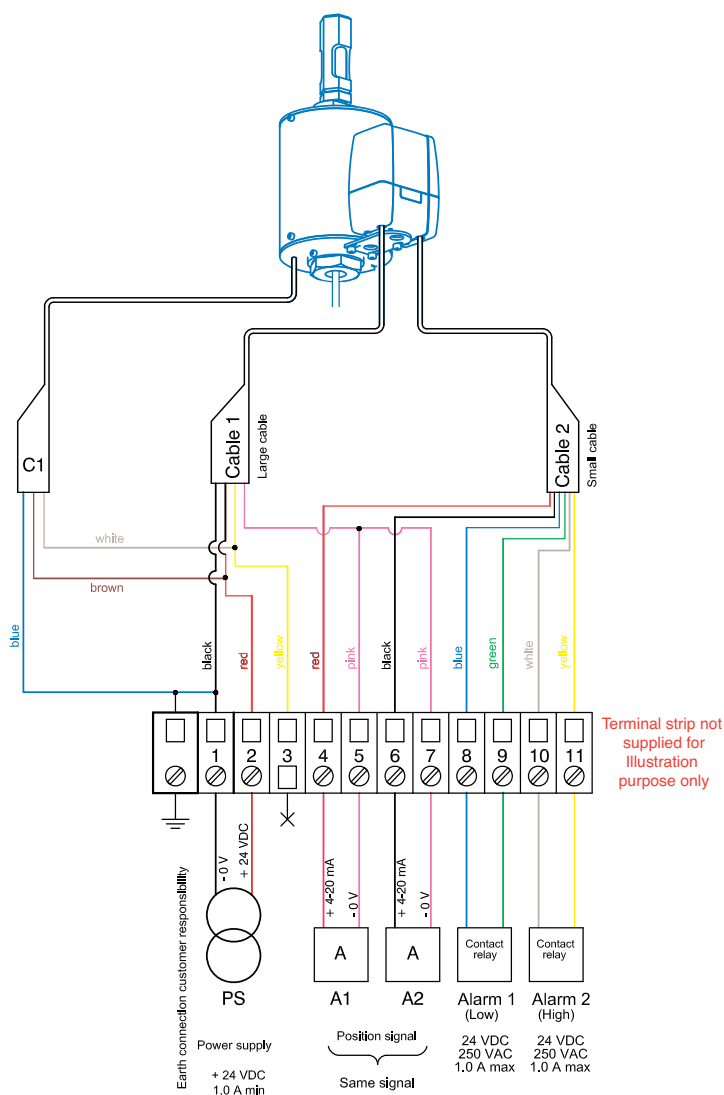 C1
Cable 1
Large cable
Cable 2
Small cable
white
brown
blue
black
red
yellow
red
pink
black
pink
blue
green
white
yellow
1
2
3
4
5
6
7
8
9
10
11
Terminal strip not
supplied for
Illustration
purpose only
Earth connection customer responsibility
- 0 V
+ 24 VDC
+ 4-20 mA
- 0 V
+ 4-20 mA
- 0 V
A
A
Contact
relay
Contact
relay
PS
A1
A2
Alarm 1
(Low)
Alarm 2
(High)
Power supply
+ 24 VDC
1.0 A min
Position signal
Same signal
24 VDC
250 VAC
1.0 A max
24 VDC
250 VAC
1.0 A max